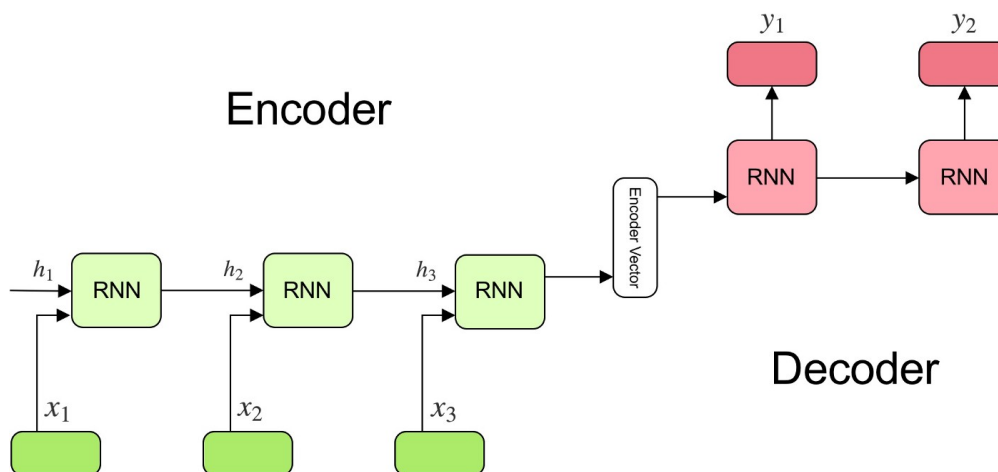 y₁ y₂
Encoder
RNN RNN
Encoder Vector
h₁ h₂ h₃
RNN RNN RNN
Decoder
x₁ x₂ x₃